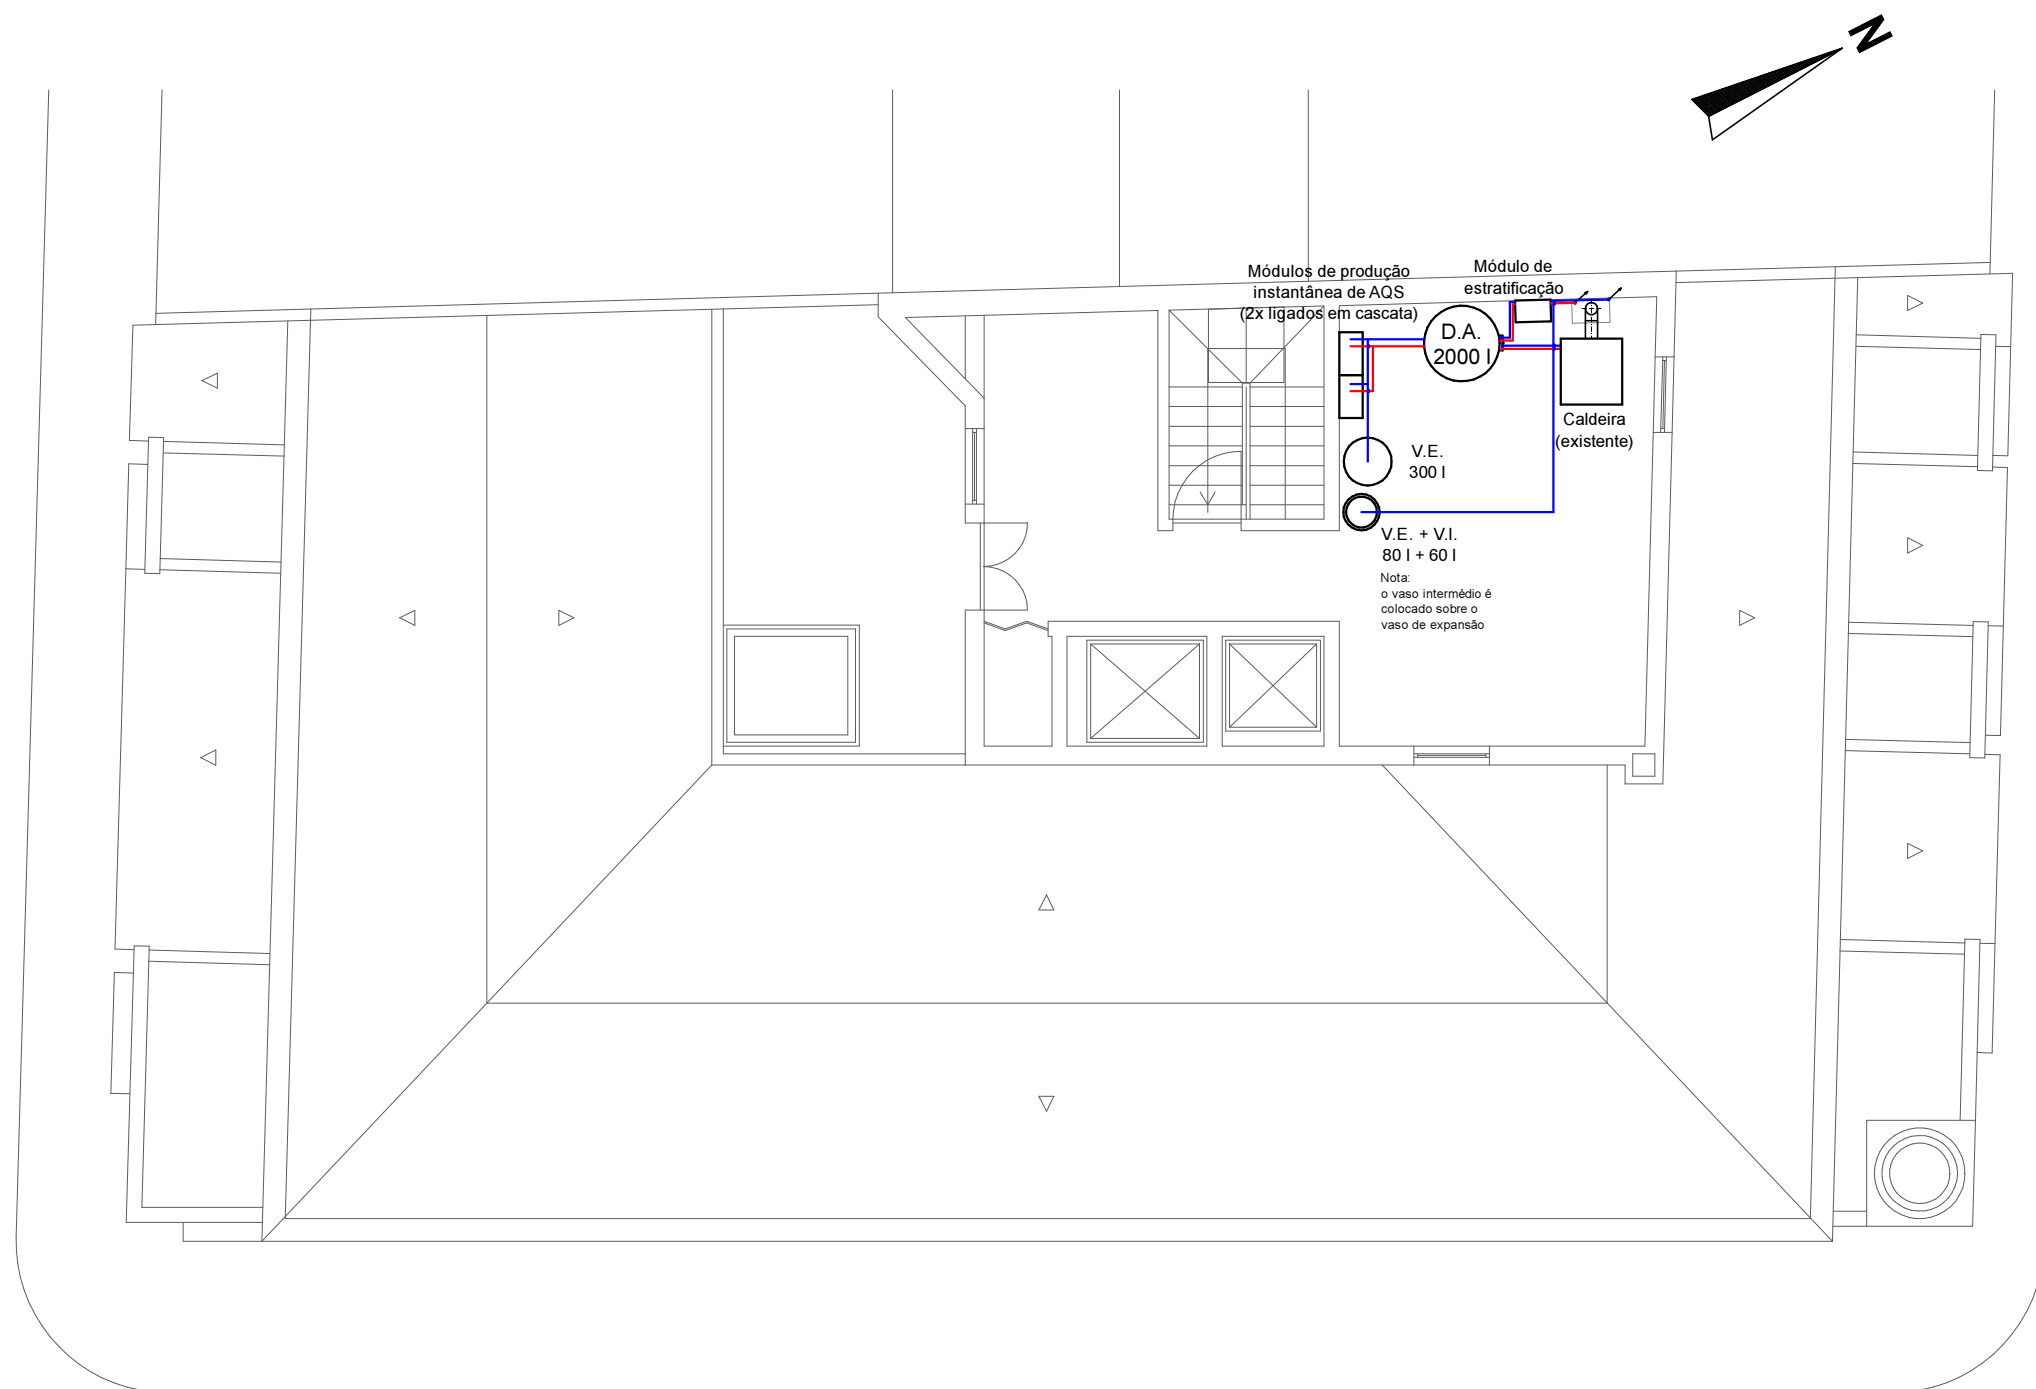 N
Módulos de produção
instantânea de AQS
(2x ligados em cascata)
Módulo de
estratificação
D.A.
2000 l
Caldeira
(existente)
V.E.
300 l
V.E. + V.I.
80 l + 60 l
Nota:
o vaso intermédio é
colocado sobre o
vaso de expansão